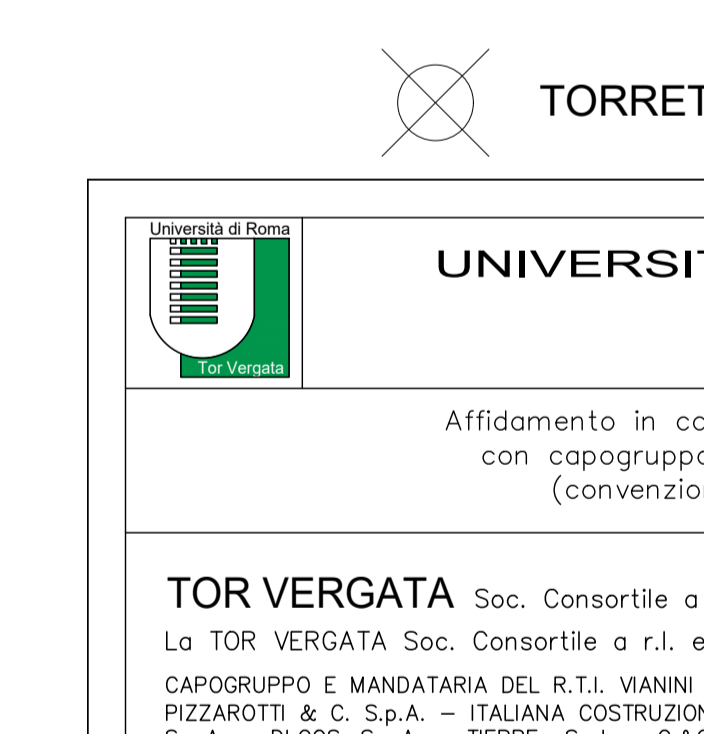 TORRET
Università di Roma
UNIVERSIT
Tor Vergata
Affidamento in co
con capogruppo
(convenzion
TOR VERGATA Soc. Consortile a
La TOR VERGATA Soc. Consortile a r.l. e
CAPOGRUPPO E MANDATARIA DEL R.T.I. VIANINI
PIZZAROTTI & C. S.p.A. – ITALIANA COSTRUZION